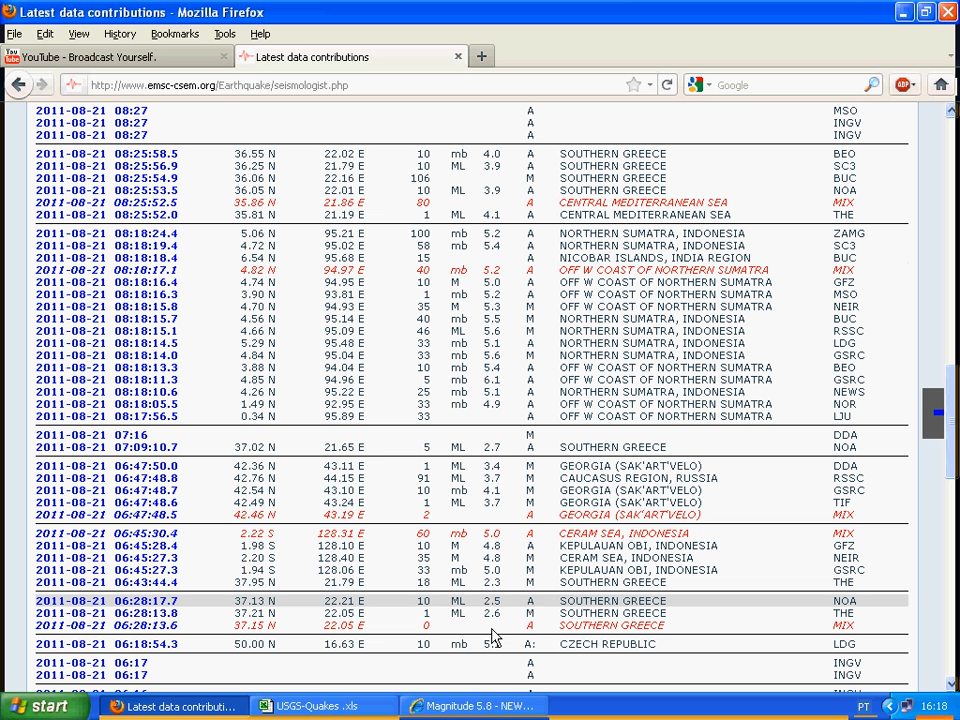 Latest data contributions - Mozilla Firefox
File Edit View History Bookmarks Tools Help
You Tube YouTube - Broadcast Yourself. Latest data contributions
http://www.emsc-csem.org/Earthquake/seismologist.php Google ABP
2011-08-21 08:27 A MSO
2011-08-21 08:27 A INGV
2011-08-21 08:27 A INGV
2011-08-21 08:25:58.5 36.55 N 22.02 E 10 mb 4.0 A SOUTHERN GREECE BEO
2011-08-21 08:25:56.9 36.25 N 21.79 E 10 ML 3.9 A SOUTHERN GREECE SC3
2011-08-21 08:25:54.9 36.06 N 22.16 E 106 M SOUTHERN GREECE BUC
2011-08-21 08:25:53.5 36.05 N 22.01 E 10 ML 3.9 A SOUTHERN GREECE NOA
2011-08-21 08:25:52.5 35.86 N 21.86 E 80 A CENTRAL MEDITERRANEAN SEA MIX
2011-08-21 08:25:52.0 35.81 N 21.19 E 1 ML 4.1 A CENTRAL MEDITERRANEAN SEA THE
2011-08-21 08:18:24.4 5.06 N 95.21 E 100 mb 5.2 A NORTHERN SUMATRA, INDONESIA ZAMG
2011-08-21 08:18:19.4 4.72 N 95.02 E 58 mb 5.4 A NORTHERN SUMATRA, INDONESIA SC3
2011-08-21 08:18:18.4 6.54 N 95.68 E 15 A NICOBAR ISLANDS, INDIA REGION BUC
2011-08-21 08:18:17.1 4.82 N 94.97 E 40 mb 5.2 A OFF W COAST OF NORTHERN SUMATRA MIX
2011-08-21 08:18:16.4 4.74 N 94.95 E 10 M 5.0 A OFF W COAST OF NORTHERN SUMATRA GFZ
2011-08-21 08:18:16.3 3.90 N 93.81 E 1 mb 5.2 A OFF W COAST OF NORTHERN SUMATRA MSO
2011-08-21 08:18:15.8 4.70 N 94.93 E 35 M 5.3 M OFF W COAST OF NORTHERN SUMATRA NEIR
2011-08-21 08:18:15.7 4.56 N 95.14 E 40 mb 5.5 M NORTHERN SUMATRA, INDONESIA BUC
2011-08-21 08:18:15.1 4.66 N 95.09 E 46 ML 5.6 M NORTHERN SUMATRA, INDONESIA RSSC
2011-08-21 08:18:14.5 5.29 N 95.48 E 33 mb 5.1 A NORTHERN SUMATRA, INDONESIA LDG
2011-08-21 08:18:14.0 4.84 N 95.04 E 33 mb 5.6 M NORTHERN SUMATRA, INDONESIA GSRC
2011-08-21 08:18:13.3 3.88 N 94.04 E 10 mb 5.4 A OFF W COAST OF NORTHERN SUMATRA BEO
2011-08-21 08:18:11.3 4.85 N 94.96 E 5 mb 6.1 A OFF W COAST OF NORTHERN SUMATRA GSRC
2011-08-21 08:18:10.6 4.26 N 95.22 E 25 mb 5.1 A NORTHERN SUMATRA, INDONESIA NEWS
2011-08-21 08:18:05.5 1.49 N 92.95 E 33 mb 4.9 A OFF W COAST OF NORTHERN SUMATRA NOR
2011-08-21 08:17:56.5 0.34 N 95.89 E 33 A OFF W COAST OF NORTHERN SUMATRA LJU
2011-08-21 07:16 M DDA
2011-08-21 07:09:10.7 37.02 N 21.65 E 5 ML 2.7 A SOUTHERN GREECE NOA
2011-08-21 06:47:50.0 42.36 N 43.11 E 1 ML 3.4 M GEORGIA (SAK'ART'VELO) DDA
2011-08-21 06:47:48.8 42.76 N 44.15 E 91 ML 3.7 M CAUCASUS REGION, RUSSIA RSSC
2011-08-21 06:47:48.7 42.54 N 43.10 E 10 mb 4.1 M GEORGIA (SAK'ART'VELO) GSRC
2011-08-21 06:47:48.6 42.49 N 43.24 E 1 ML 3.7 M GEORGIA (SAK'ART'VELO) TIF
2011-08-21 06:47:48.5 42.46 N 43.19 E 2 A GEORGIA (SAK'ART'VELO) MIX
2011-08-21 06:45:30.4 2.22 S 128.31 E 60 mb 5.0 A CERAM SEA, INDONESIA MIX
2011-08-21 06:45:28.4 1.98 S 128.10 E 10 M 4.8 A KEPULAUAN OBI, INDONESIA GFZ
2011-08-21 06:45:27.3 2.20 S 128.40 E 35 M 4.8 M CERAM SEA, INDONESIA NEIR
2011-08-21 06:45:27.3 1.94 S 128.06 E 33 mb 5.0 M KEPULAUAN OBI, INDONESIA GSRC
2011-08-21 06:43:44.4 37.95 N 21.79 E 18 ML 2.3 M SOUTHERN GREECE THE
2011-08-21 06:28:17.7 37.13 N 22.21 E 10 ML 2.5 A SOUTHERN GREECE NOA
2011-08-21 06:28:13.8 37.21 N 22.05 E 1 ML 2.6 M SOUTHERN GREECE THE
2011-08-21 06:28:13.6 37.15 N 22.05 E 0 A SOUTHERN GREECE MIX
2011-08-21 06:18:54.3 50.00 N 16.63 E 10 mb A: CZECH REPUBLIC LDG
2011-08-21 06:17 A INGV
2011-08-21 06:17 A INGV
start Latest data contributi... USGS-Quakes .xls Magnitude 5.8 - NEW... PT 16:18